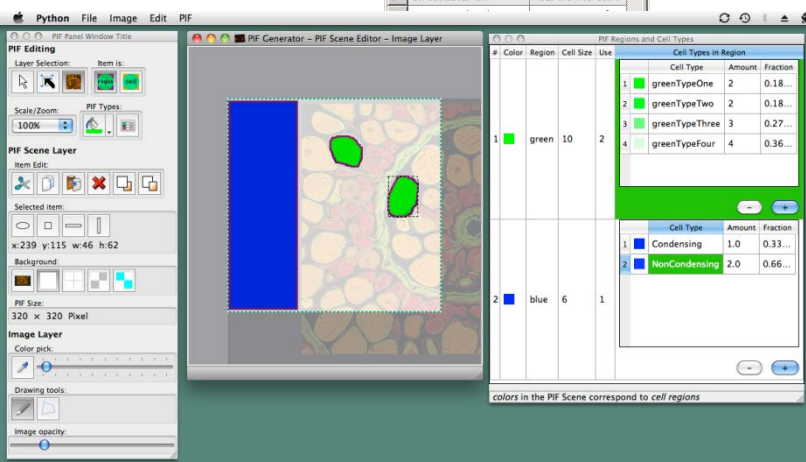 Python File Image Edit PIF
PIF Panel Window Title
PIF Editing
Layer Selection: Item is:
region cell
Scale/Zoom: PIF Types:
100%
PIF Scene Layer
Item Edit:
Selected item:
x:239 y:115 w:46 h:62
Background:
PIF Size:
320 × 320 Pixel
Image Layer
Color pick:
Drawing tools:
Image opacity:
PIF Generator – PIF Scene Editor – Image Layer
PIF Regions and Cell Types
# Color Region Cell Size Use Cell Types in Region
Cell Type Amount Fraction
1 greenTypeOne 2 0.18...
2 greenTypeTwo 2 0.18...
3 greenTypeThree 3 0.27...
4 greenTypeFour 4 0.36...
1 green 10 2
- +
Cell Type Amount Fraction
1 Condensing 1.0 0.33...
2 NonCondensing 2.0 0.66...
2 blue 6 1
- +
colors in the PIF Scene correspond to cell regions